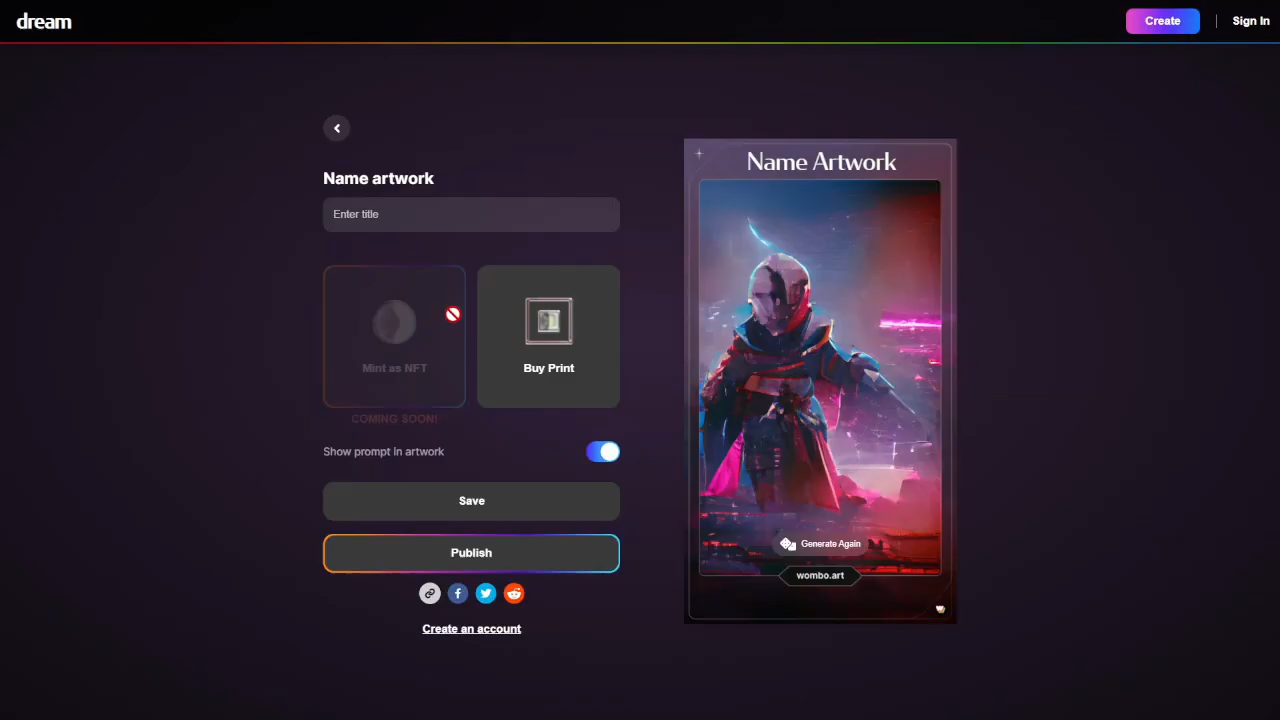 dream
Create
Sign In
Name artwork
Enter title
Mint as NFT
COMING SOON!
Buy Print
Show prompt in artwork
Save
Publish
Create an account
Name Artwork
Generate Again
wombo.art